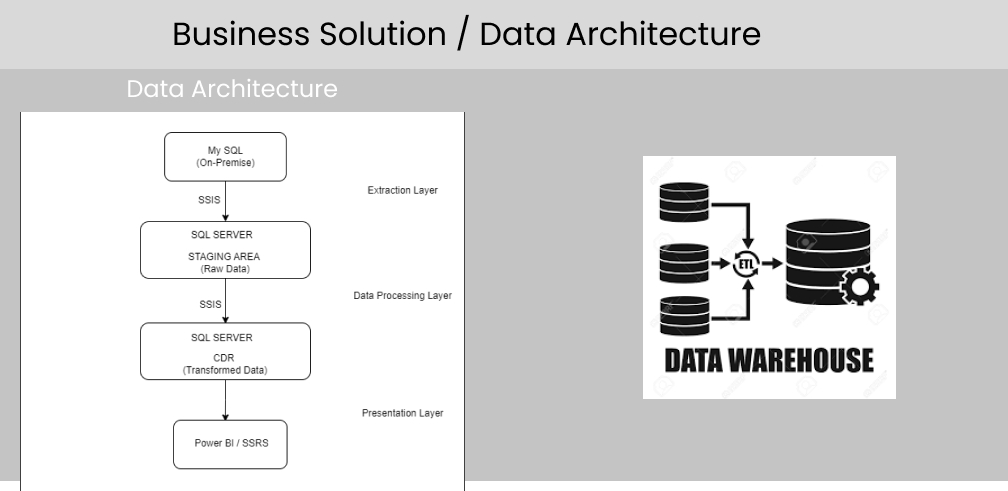 Business Solution / Data Architecture
Data Architecture
My SQL
(On-Premise)
Extraction Layer
SSIS
SQL SERVER
STAGING AREA
(Raw Data)
Data Processing Layer
SSIS
SQL SERVER
CDR
(Transformed Data)
Presentation Layer
Power BI / SSRS
ETL
DATA WAREHOUSE